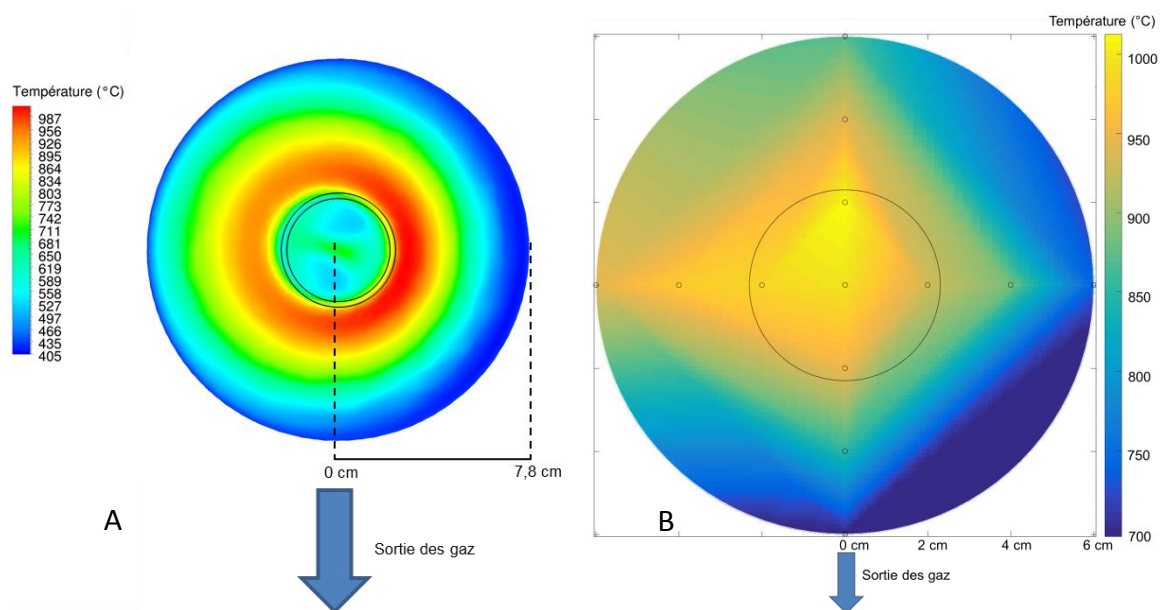 Température (°C)
987
956
926
895
864
834
803
773
742
711
681
650
619
588
558
527
497
466
435
405
0 cm
7,8 cm
A
Sortie des gaz
Température (°C)
1000
950
900
850
800
750
700
B
0 cm
2 cm
4 cm
6 cm
Sortie des gaz